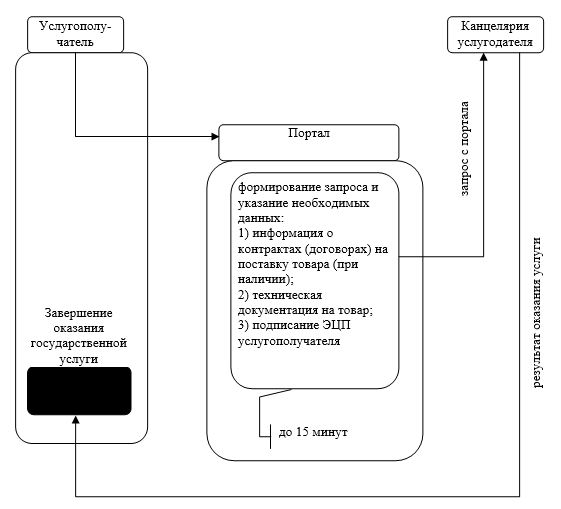 Услугополу-
чатель
Канцелярия
услугодателя
Портал
запрос с портала
формирование запроса и
указание необходимых
данных:
1) информация о
контрактах (договорах) на
поставку товара (при
наличии);
2) техническая
документация на товар;
3) подписание ЭЦП
услугополучателя
результат оказания услуги
Завершение
оказания
государственной
услуги
до 15 минут